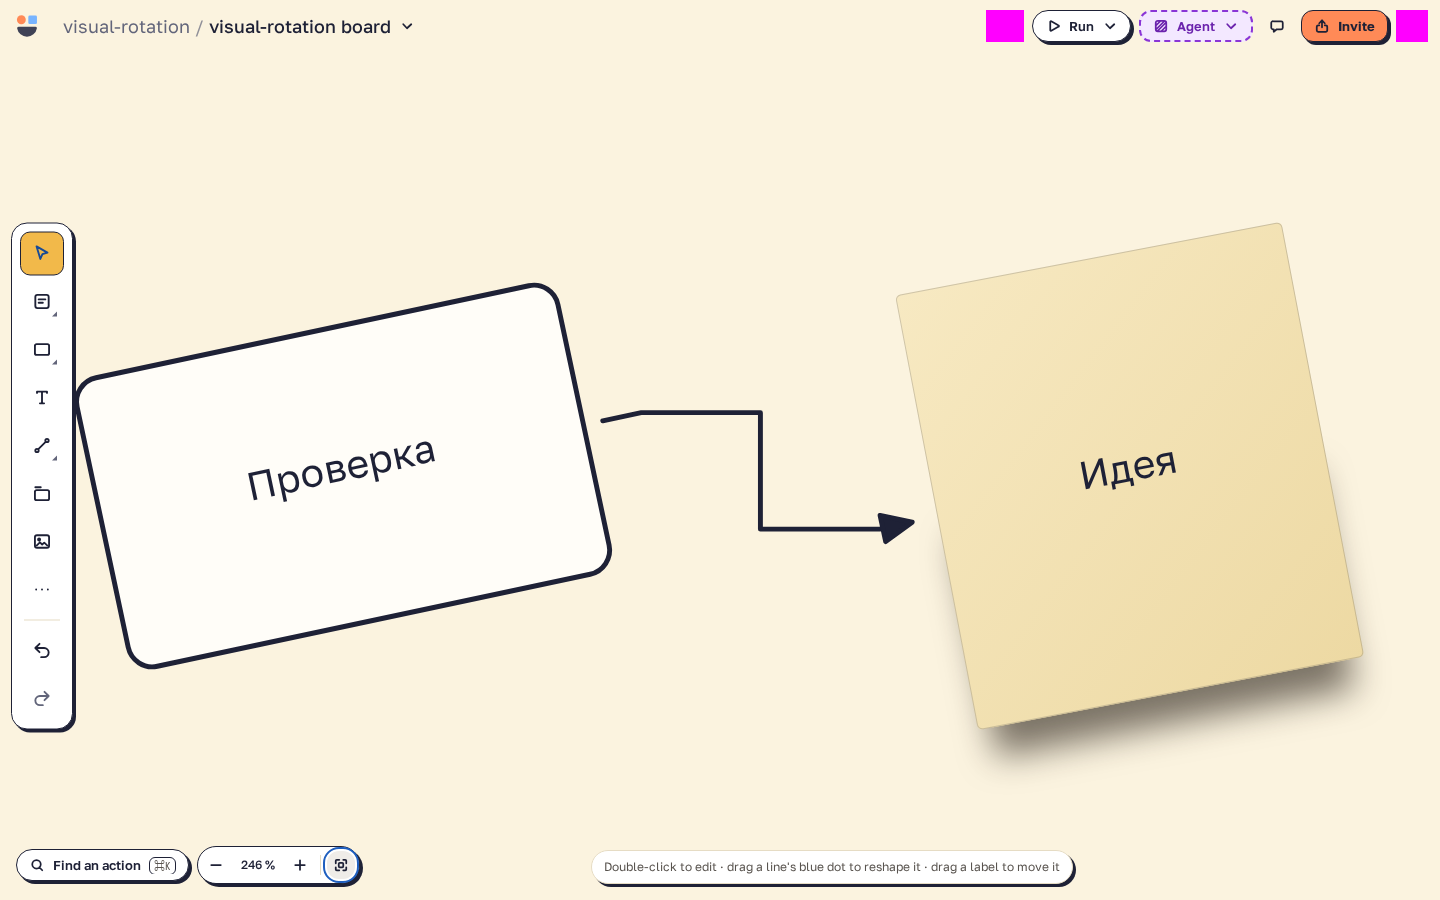 visual-rotation / visual-rotation board
Run
Agent
Invite
Проверка
Идея
Find an action ⌘K
246 %
Double-click to edit · drag a line's blue dot to reshape it · drag a label to move it